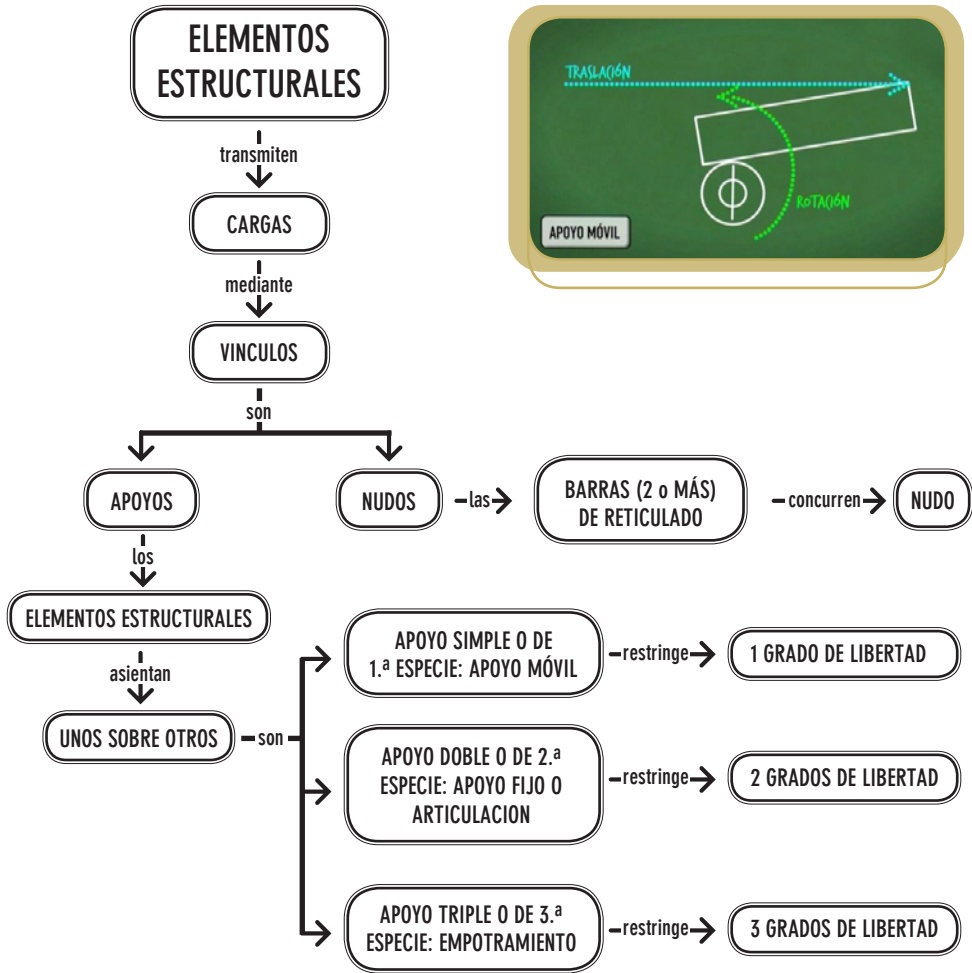 ELEMENTOS
ESTRUCTURALES
TRASLACIÓN
ROTACIÓN
APOYO MÓVIL
transmiten
CARGAS
mediante
VINCULOS
son
APOYOS
NUDOS
las
BARRAS (2 o MÁS)
DE RETICULADO
concurren
NUDO
los
ELEMENTOS ESTRUCTURALES
asientan
UNOS SOBRE OTROS
son
APOYO SIMPLE O DE
1.ª ESPECIE: APOYO MÓVIL
restringe
1 GRADO DE LIBERTAD
APOYO DOBLE O DE 2.ª
ESPECIE: APOYO FIJO O
ARTICULACION
restringe
2 GRADOS DE LIBERTAD
APOYO TRIPLE O DE 3.ª
ESPECIE: EMPOTRAMIENTO
restringe
3 GRADOS DE LIBERTAD